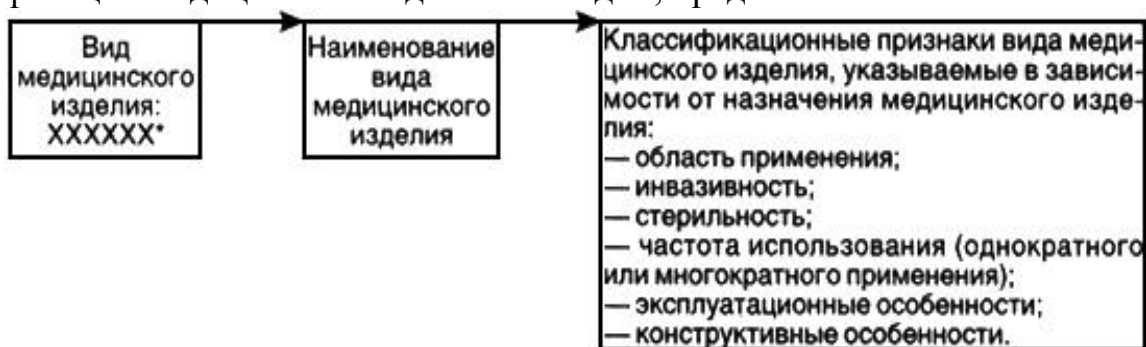 Вид
медицинского
изделия:
XXXXXX*
Наименование
вида
медицинского
изделия
Классификационные признаки вида меди-
цинского изделия, указываемые в зависи-
мости от назначения медицинского изде-
лия:
— область применения;
— инвазивность;
— стерильность;
— частота использования (однократного
или многократного применения);
— эксплуатационные особенности;
— конструктивные особенности.